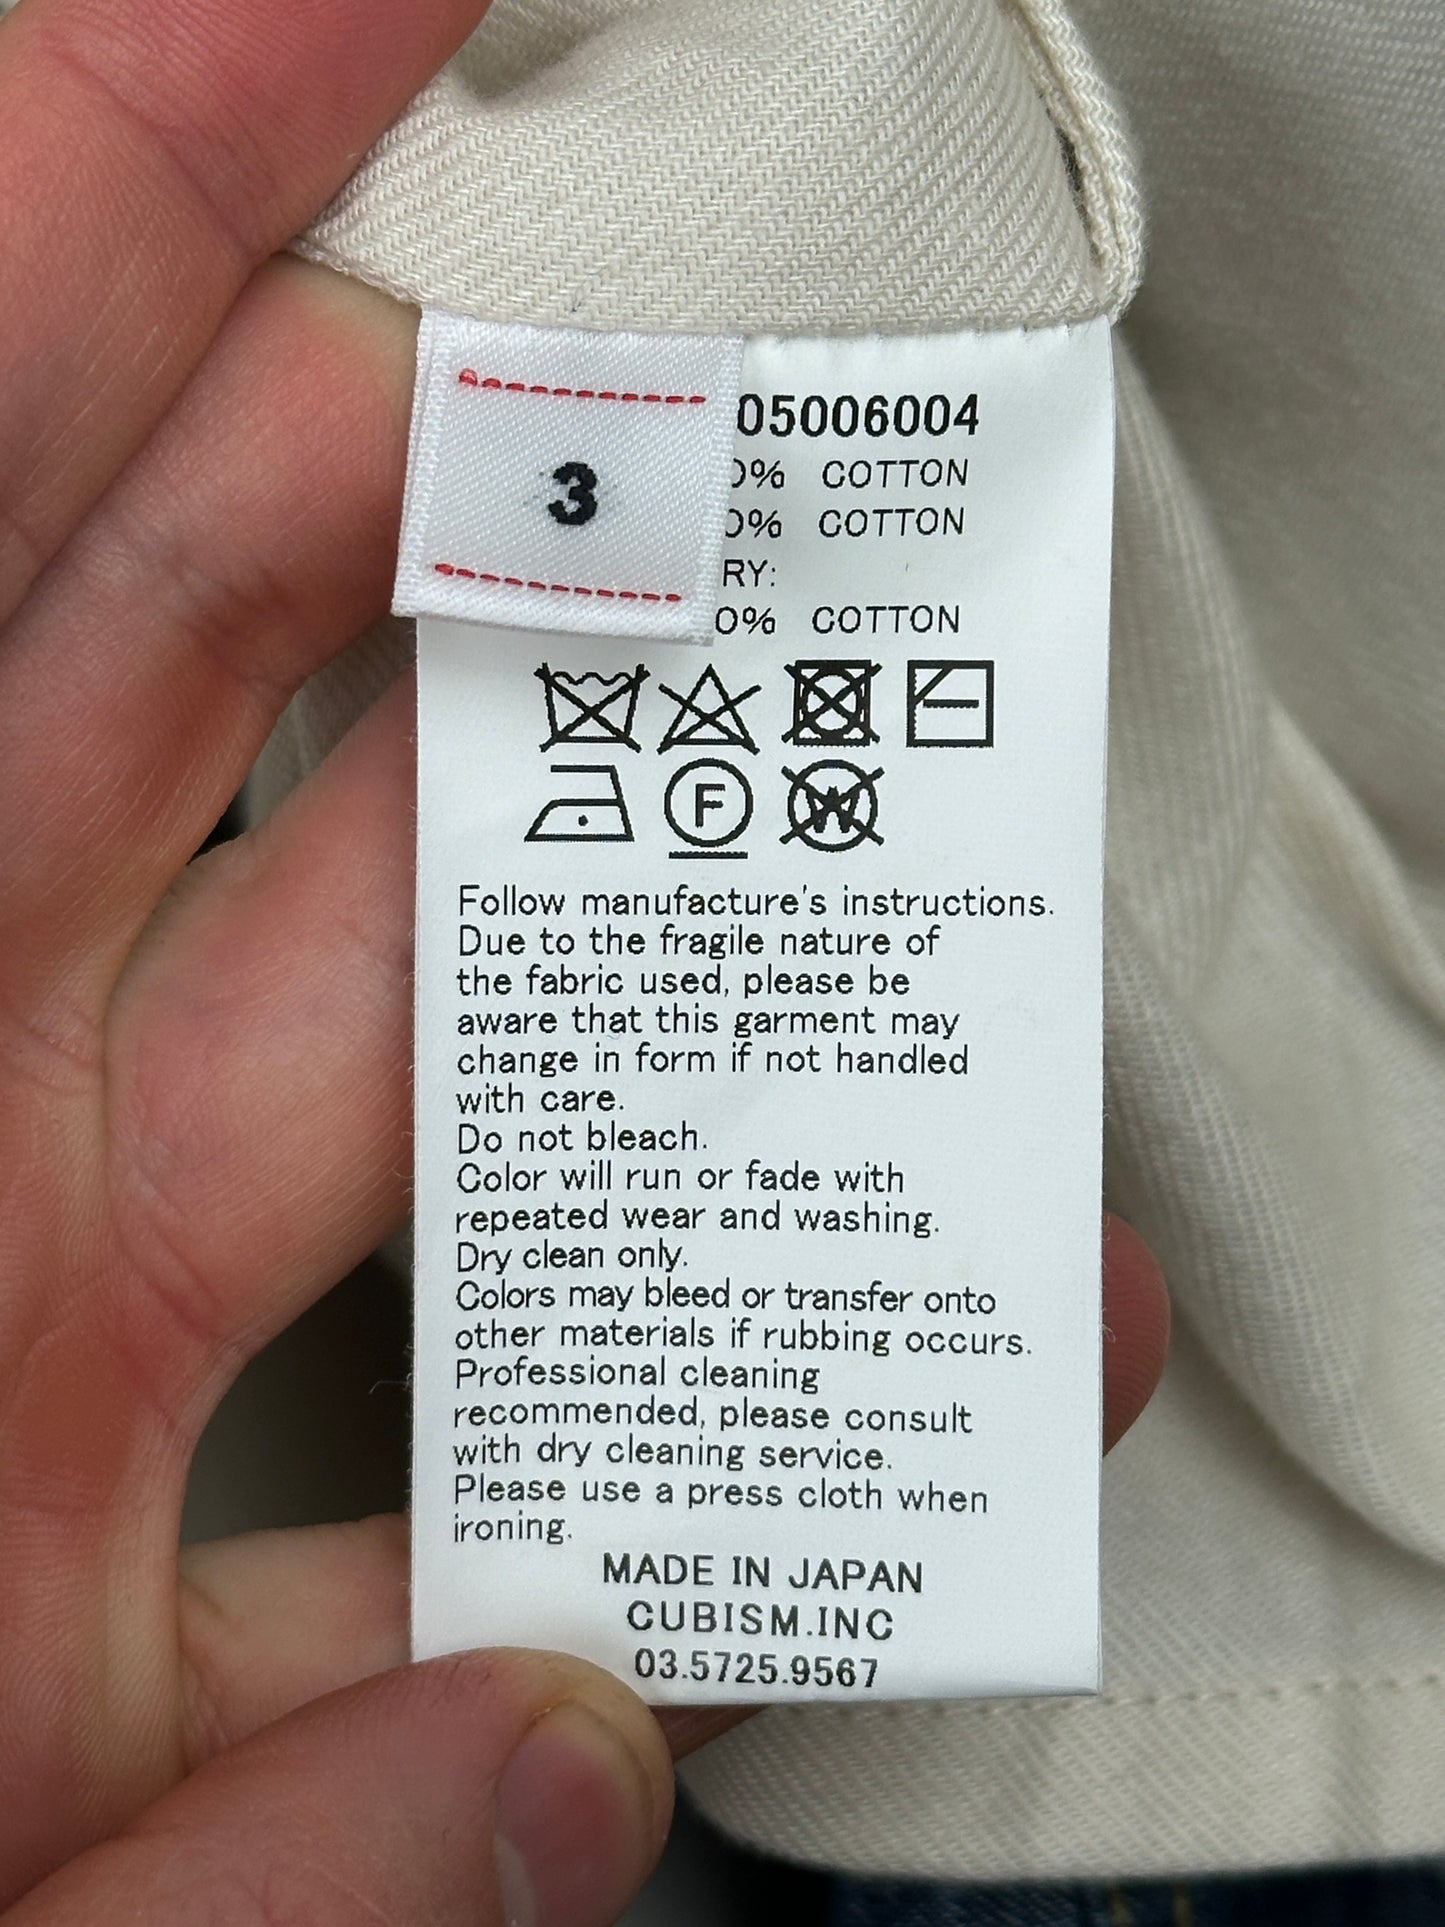 3
05006004
0% COTTON
0% COTTON
RY:
0% COTTON
F
W
Follow manufacture's instructions.
Due to the fragile nature of
the fabric used, please be
aware that this garment may
change in form if not handled
with care.
Do not bleach.
Color will run or fade with
repeated wear and washing.
Dry clean only.
Colors may bleed or transfer onto
other materials if rubbing occurs.
Professional cleaning
recommended, please consult
with dry cleaning service.
Please use a press cloth when
ironing.
MADE IN JAPAN
CUBISM.INC
03.5725.9567